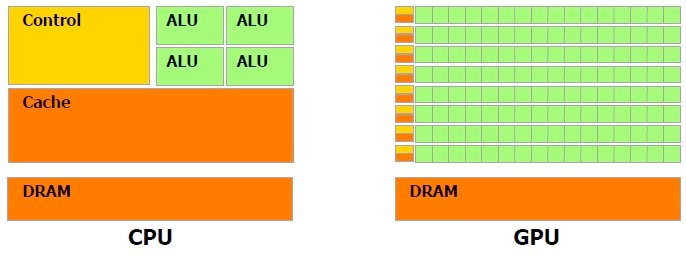 Control
ALU
ALU
ALU
ALU
Cache
DRAM
CPU
DRAM
GPU